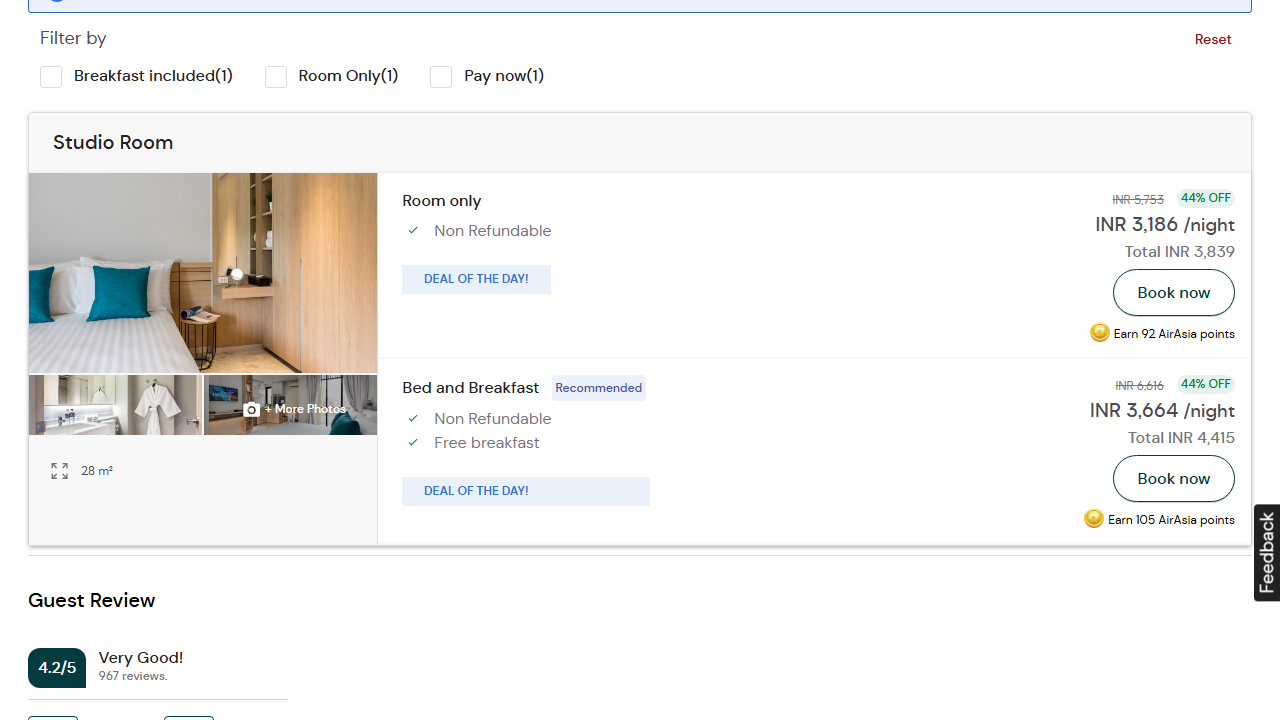 Filter by
Reset
Breakfast included(1)
Room Only(1)
Pay now(1)
Studio Room
+ More Photos
28 m²
Room only
Non Refundable
DEAL OF THE DAY!
INR 5,753
44% OFF
INR 3,186 /night
Total INR 3,839
Book now
Earn 92 AirAsia points
Bed and Breakfast
Recommended
Non Refundable
Free breakfast
DEAL OF THE DAY!
INR 6,616
44% OFF
INR 3,664 /night
Total INR 4,415
Book now
Earn 105 AirAsia points
Feedback
Guest Review
4.2/5
Very Good!
967 reviews.